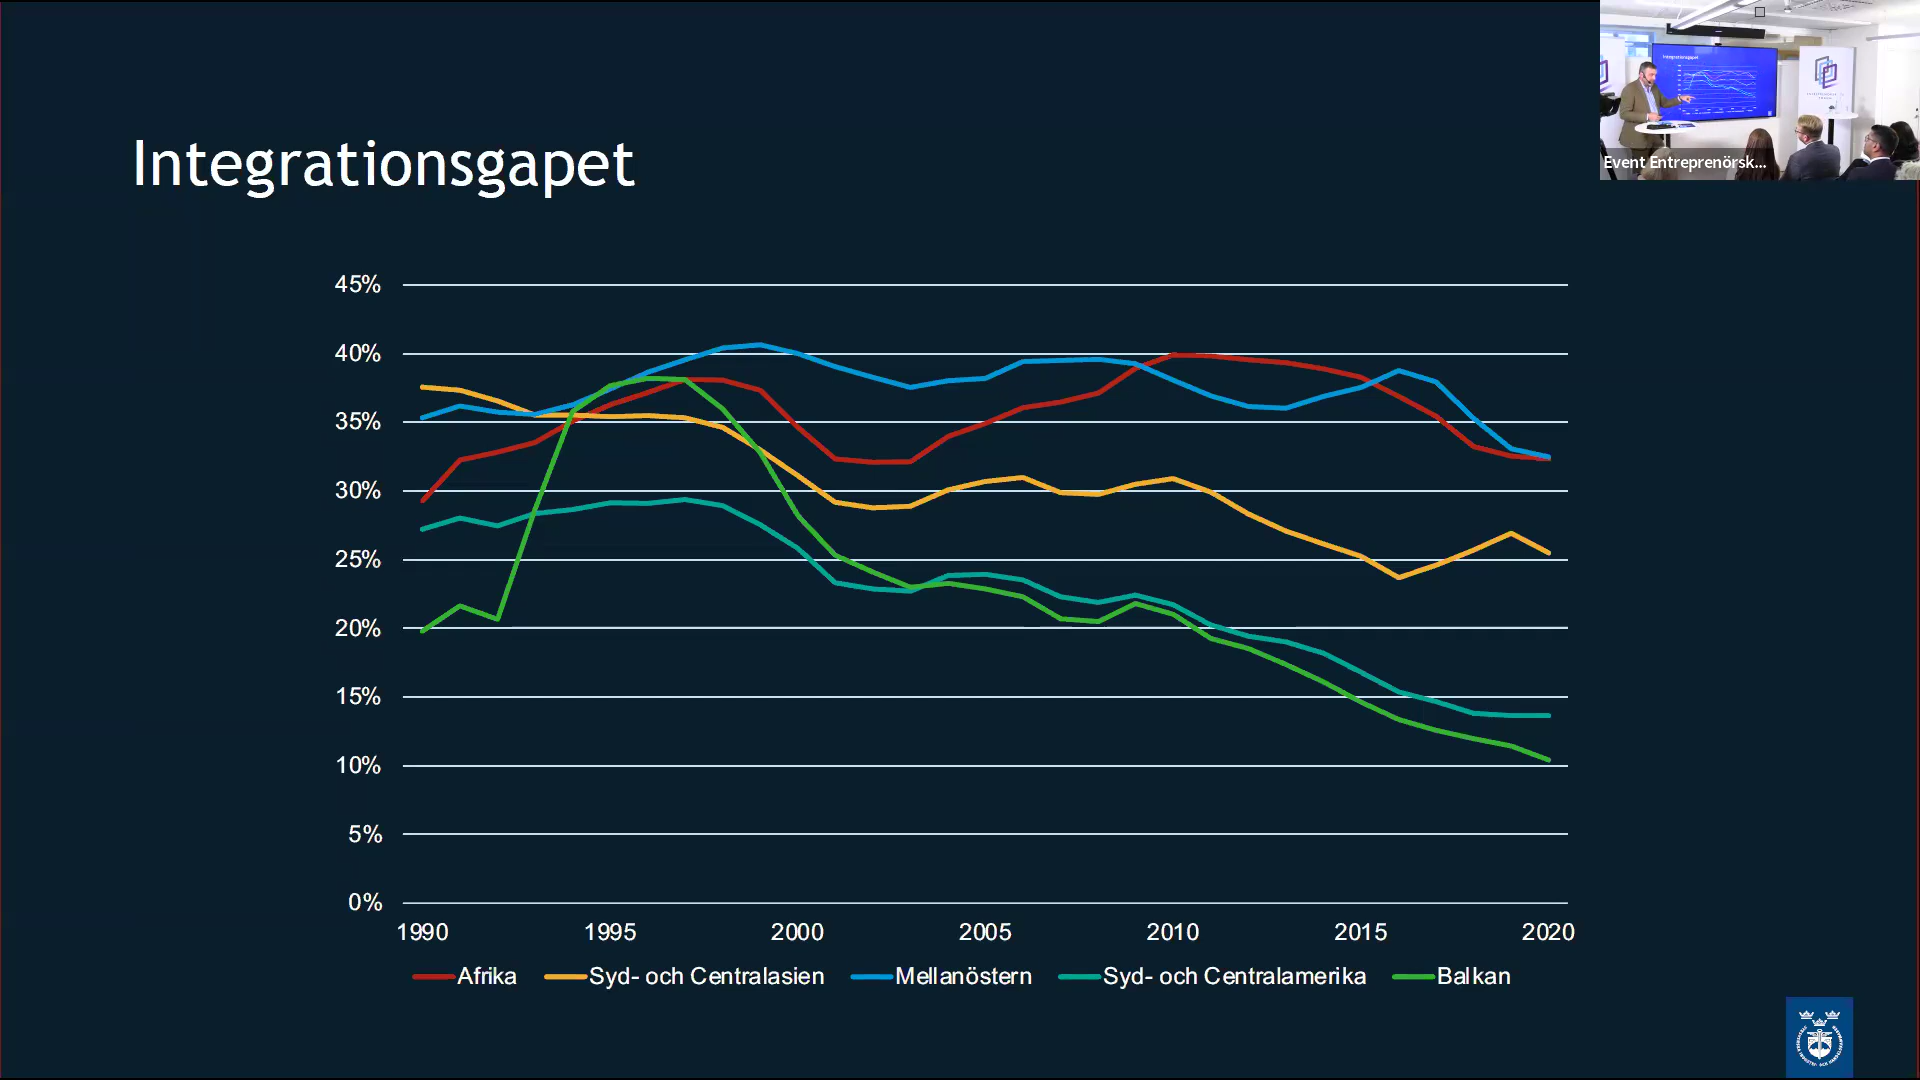 Integrationsgapet
Event Entreprenörsk...
Integrationsgapet
45%
40%
35%
30%
25%
20%
15%
10%
5%
0%
1990 1995 2000 2005 2010 2015 2020
Afrika Syd- och Centralasien Mellanöstern Syd- och Centralamerika Balkan